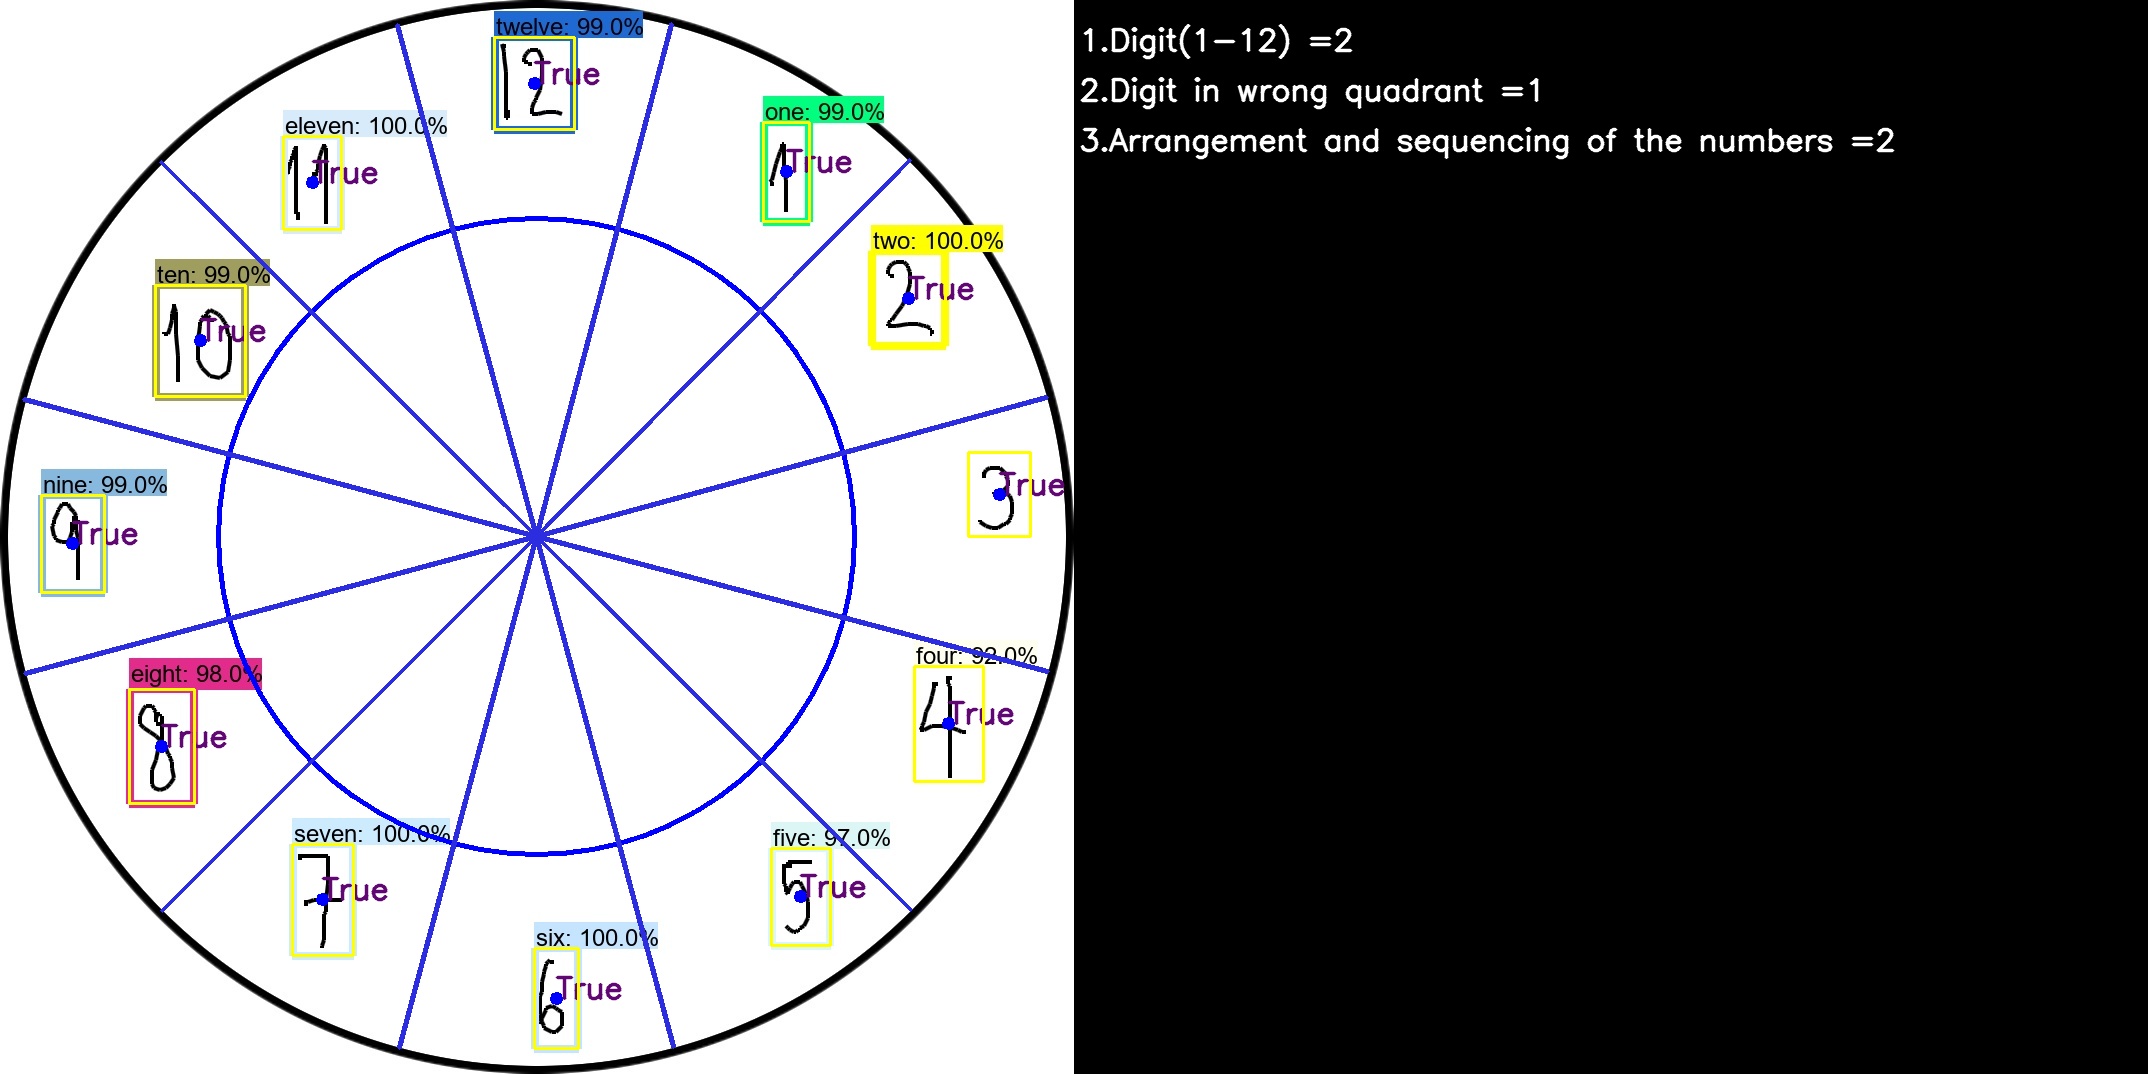 twelve: 99.0%
12
True
one: 99.0%
1
True
two: 100.0%
2
True
3
True
four: 92.0%
4
True
five: 97.0%
5
True
six: 100.0%
6
True
seven: 100.0%
7
True
eight: 98.0%
8
True
nine: 99.0%
9
True
ten: 99.0%
10
True
eleven: 100.0%
11
True
1.Digit(1-12) =2
2.Digit in wrong quadrant =1
3.Arrangement and sequencing of the numbers =2